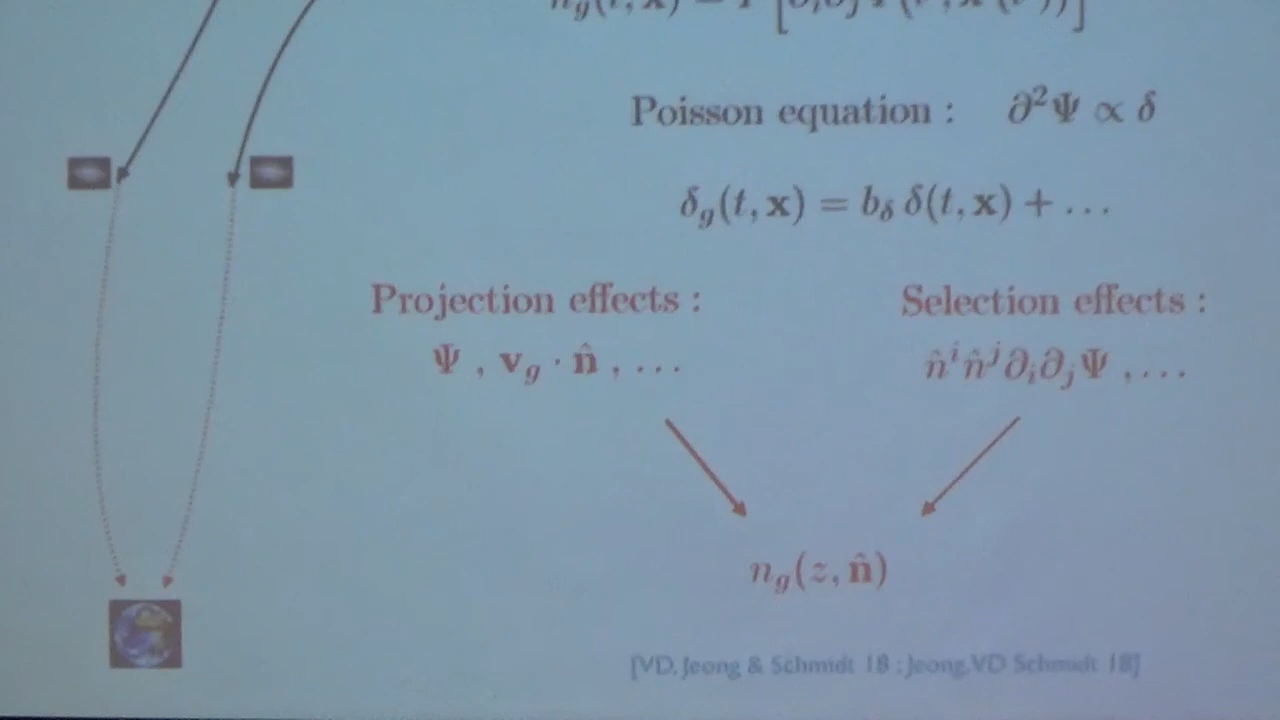 Poisson equation : ∂²Ψ ∝ δ
δ_g(t, x) = b_δ δ(t, x) + ...
Projection effects :
Ψ , v_g · n̂ , ...
Selection effects :
n̂^i n̂^j ∂_i ∂_j Ψ , ...
n_g(z, n̂)
[VD, Jeong & Schmidt 18 ; Jeong,VD Schmidt 18]